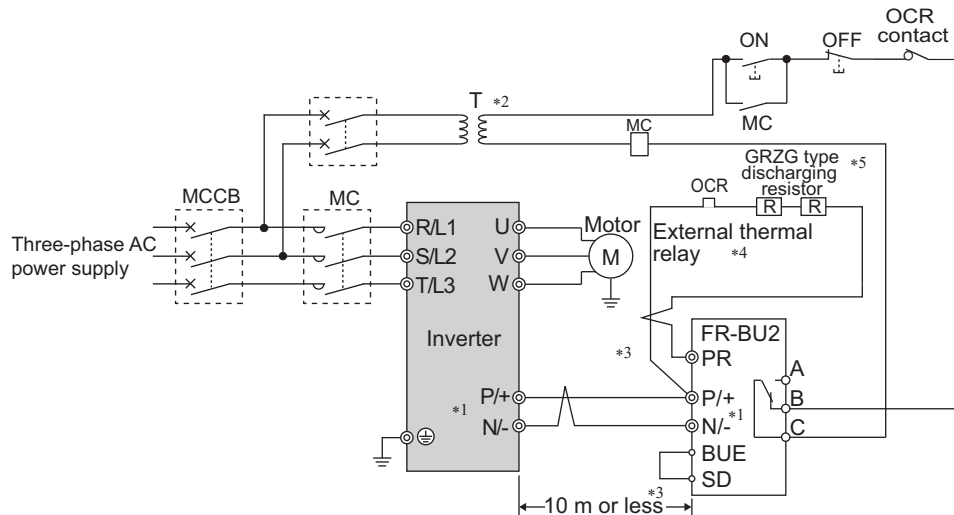 OCR
contact
ON
OFF
T *2
MC
MC
GRZG type
discharging
resistor
*5
OCR
R R
MCCB
MC
External thermal
relay *4
Three-phase AC
power supply
R/L1
S/L2
T/L3
U
V
W
Motor
M
Inverter
FR-BU2
*3
PR
A
P/+
*1
N/-
P/+
N/-
*1
B
C
BUE
SD
*3
10 m or less